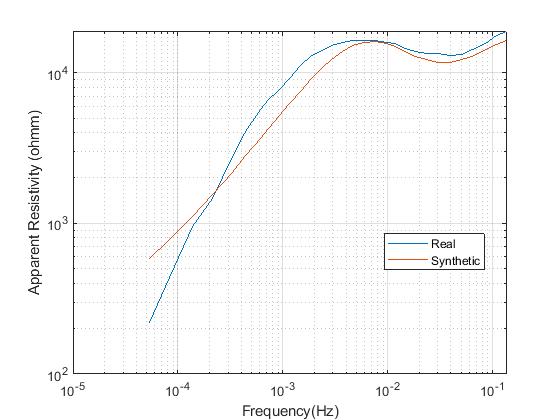 10^4
10^3
10^2
Apparent Resistivity (ohmm)
Real
Synthetic
10^-5
10^-4
10^-3
10^-2
10^-1
Frequency(Hz)